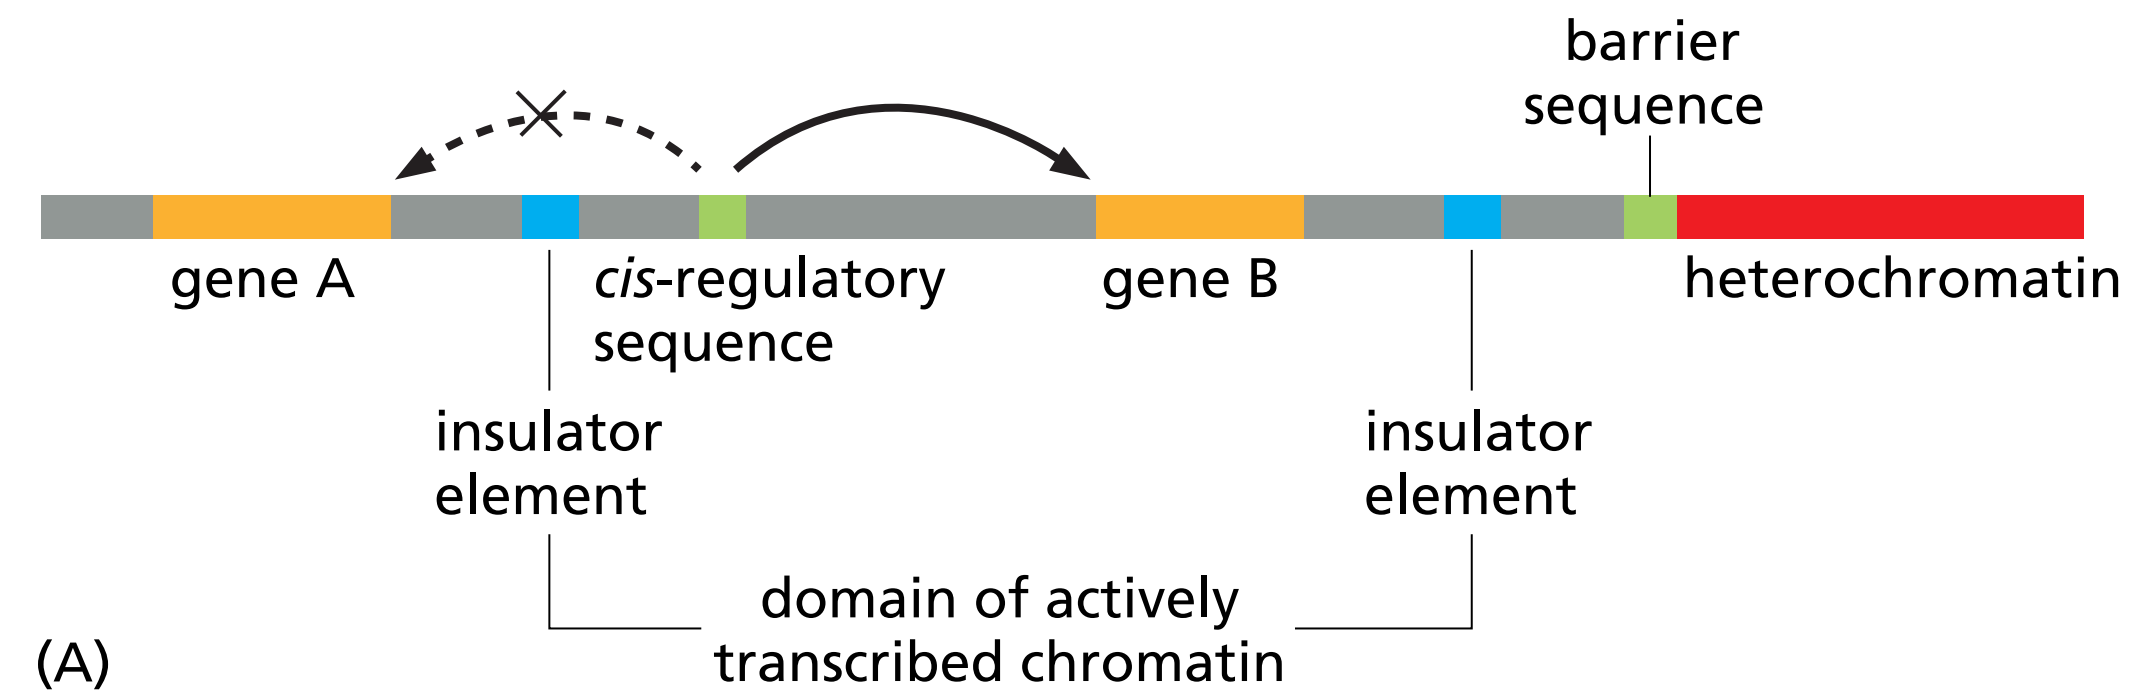 barrier
sequence
gene A
cis-regulatory
sequence
gene B
heterochromatin
insulator
element
insulator
element
domain of actively
transcribed chromatin
(A)